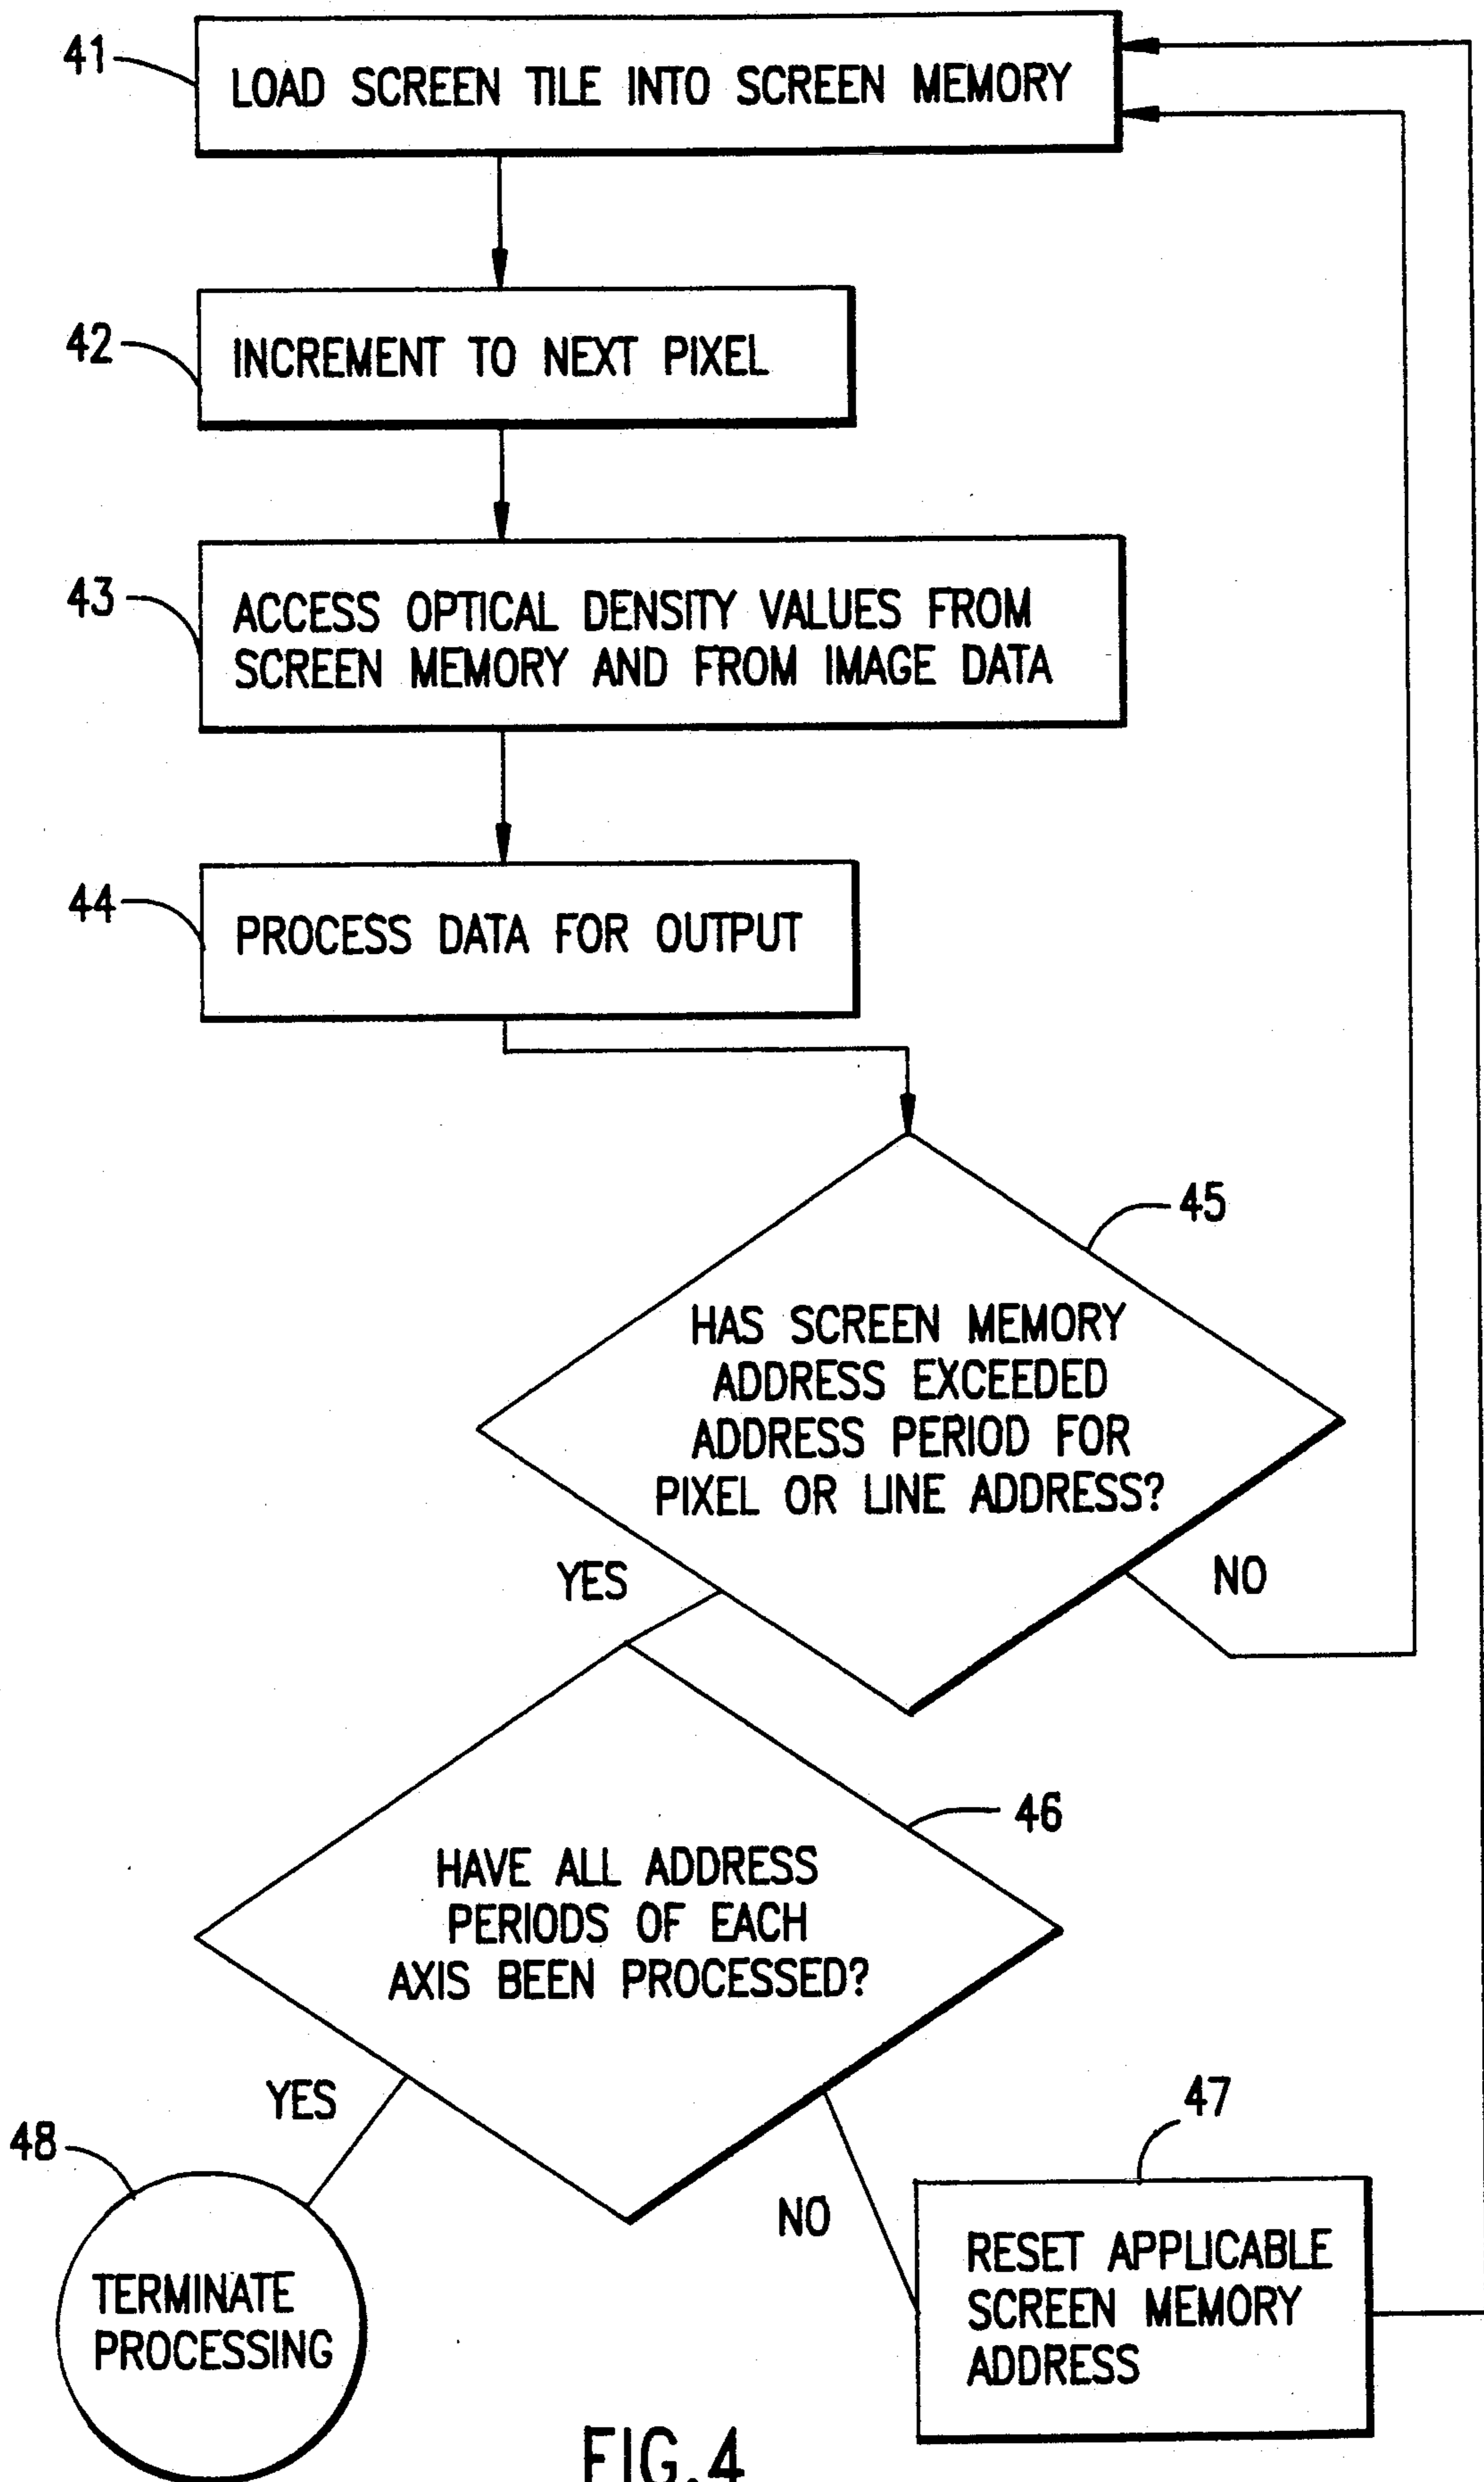 41
LOAD SCREEN TILE INTO SCREEN MEMORY
42
INCREMENT TO NEXT PIXEL
43
ACCESS OPTICAL DENSITY VALUES FROM
SCREEN MEMORY AND FROM IMAGE DATA
44
PROCESS DATA FOR OUTPUT
45
HAS SCREEN MEMORY
ADDRESS EXCEEDED
ADDRESS PERIOD FOR
PIXEL OR LINE ADDRESS?
YES
NO
46
HAVE ALL ADDRESS
PERIODS OF EACH
AXIS BEEN PROCESSED?
YES
NO
47
RESET APPLICABLE
SCREEN MEMORY
ADDRESS
48
TERMINATE
PROCESSING
FIG.4